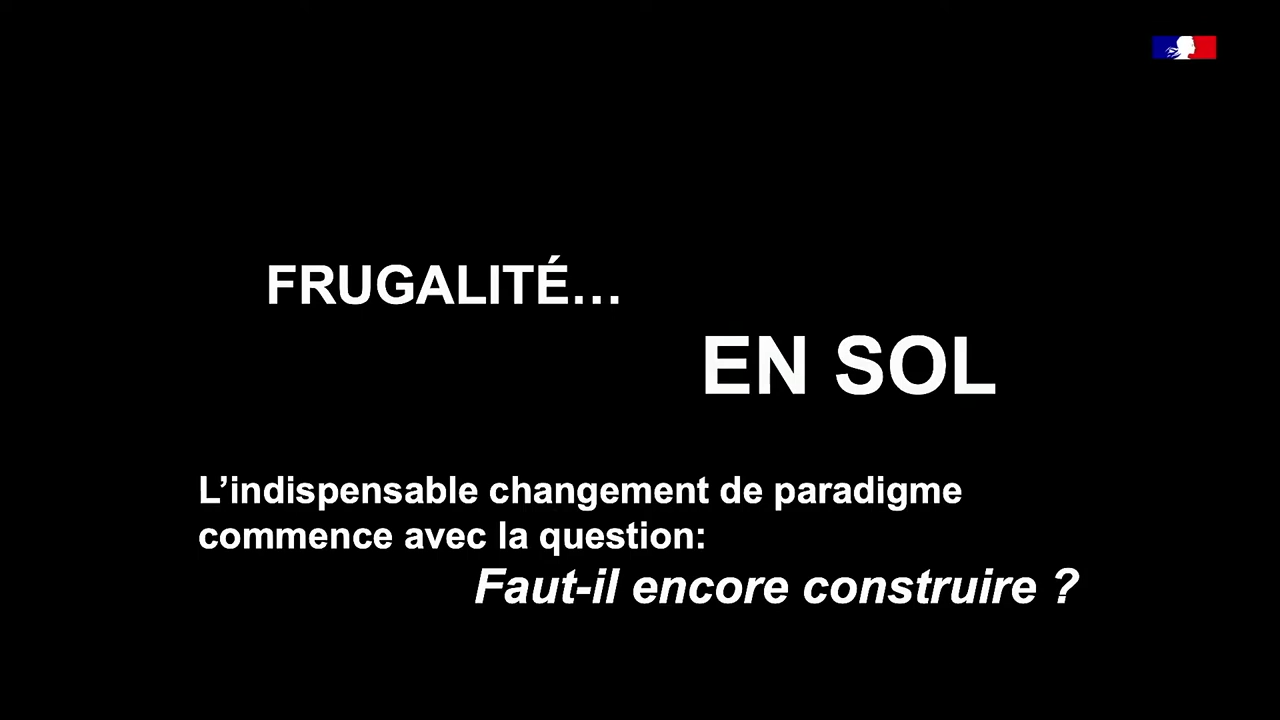 FRUGALITÉ…
EN SOL
L’indispensable changement de paradigme
commence avec la question:
Faut-il encore construire ?